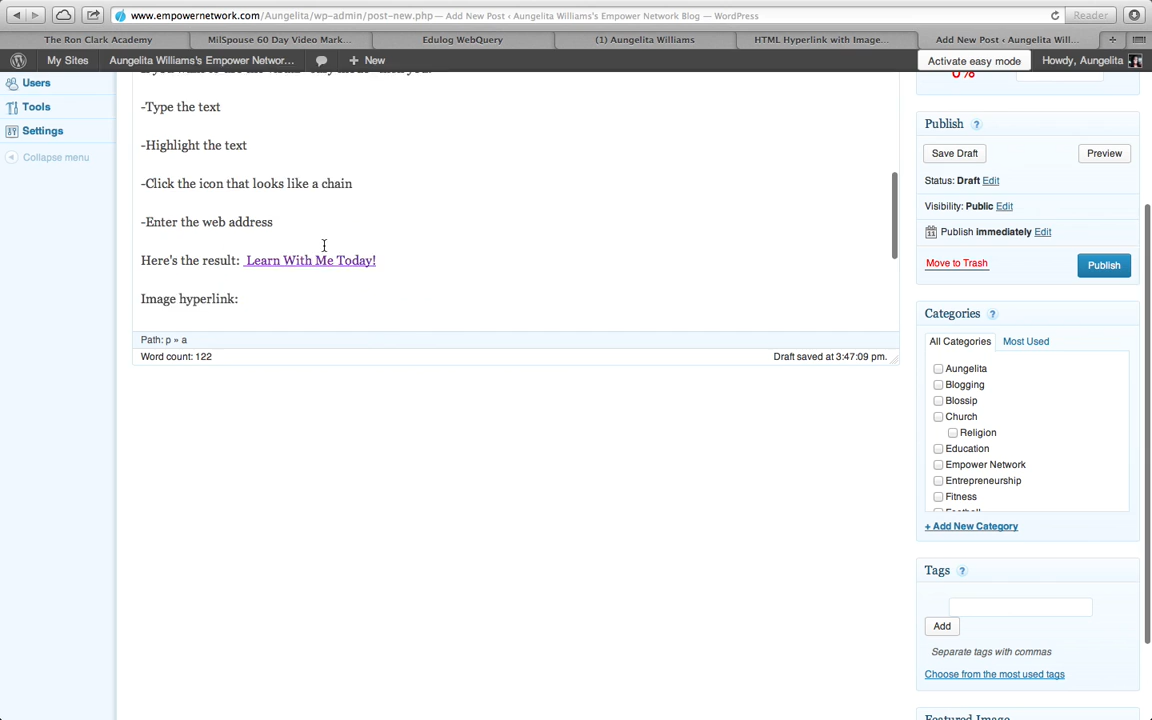 www.empowernetwork.com/Aungelita/wp-admin/post-new.php — Add New Post ‹ Aungelita Williams's Empower Network Blog — WordPress
Reader
The Ron Clark Academy
MilSpouse 60 Day Video Mark...
Edulog WebQuery
(1) Aungelita Williams
HTML Hyperlink with Image...
Add New Post ‹ Aungelita Will...
My Sites
Aungelita Williams's Empower Networ...
New
Activate easy mode
Howdy, Aungelita
0%
Users
Tools
Settings
Collapse menu
-Type the text
-Highlight the text
-Click the icon that looks like a chain
-Enter the web address
Here's the result: Learn With Me Today!
Image hyperlink:
Path: p » a
Word count: 122
Draft saved at 3:47:09 pm.
Publish ?
Save Draft
Preview
Status: Draft Edit
Visibility: Public Edit
Publish immediately Edit
Move to Trash
Publish
Categories ?
All Categories
Most Used
Aungelita
Blogging
Blossip
Church
Religion
Education
Empower Network
Entrepreneurship
Fitness
Football
+ Add New Category
Tags ?
Add
Separate tags with commas
Choose from the most used tags
Featured Image